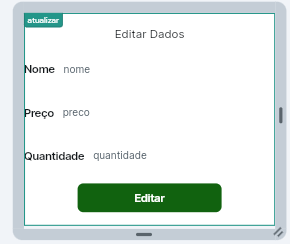 atualizar
Editar Dados
Nome nome
Preço preco
Quantidade quantidade
Editar